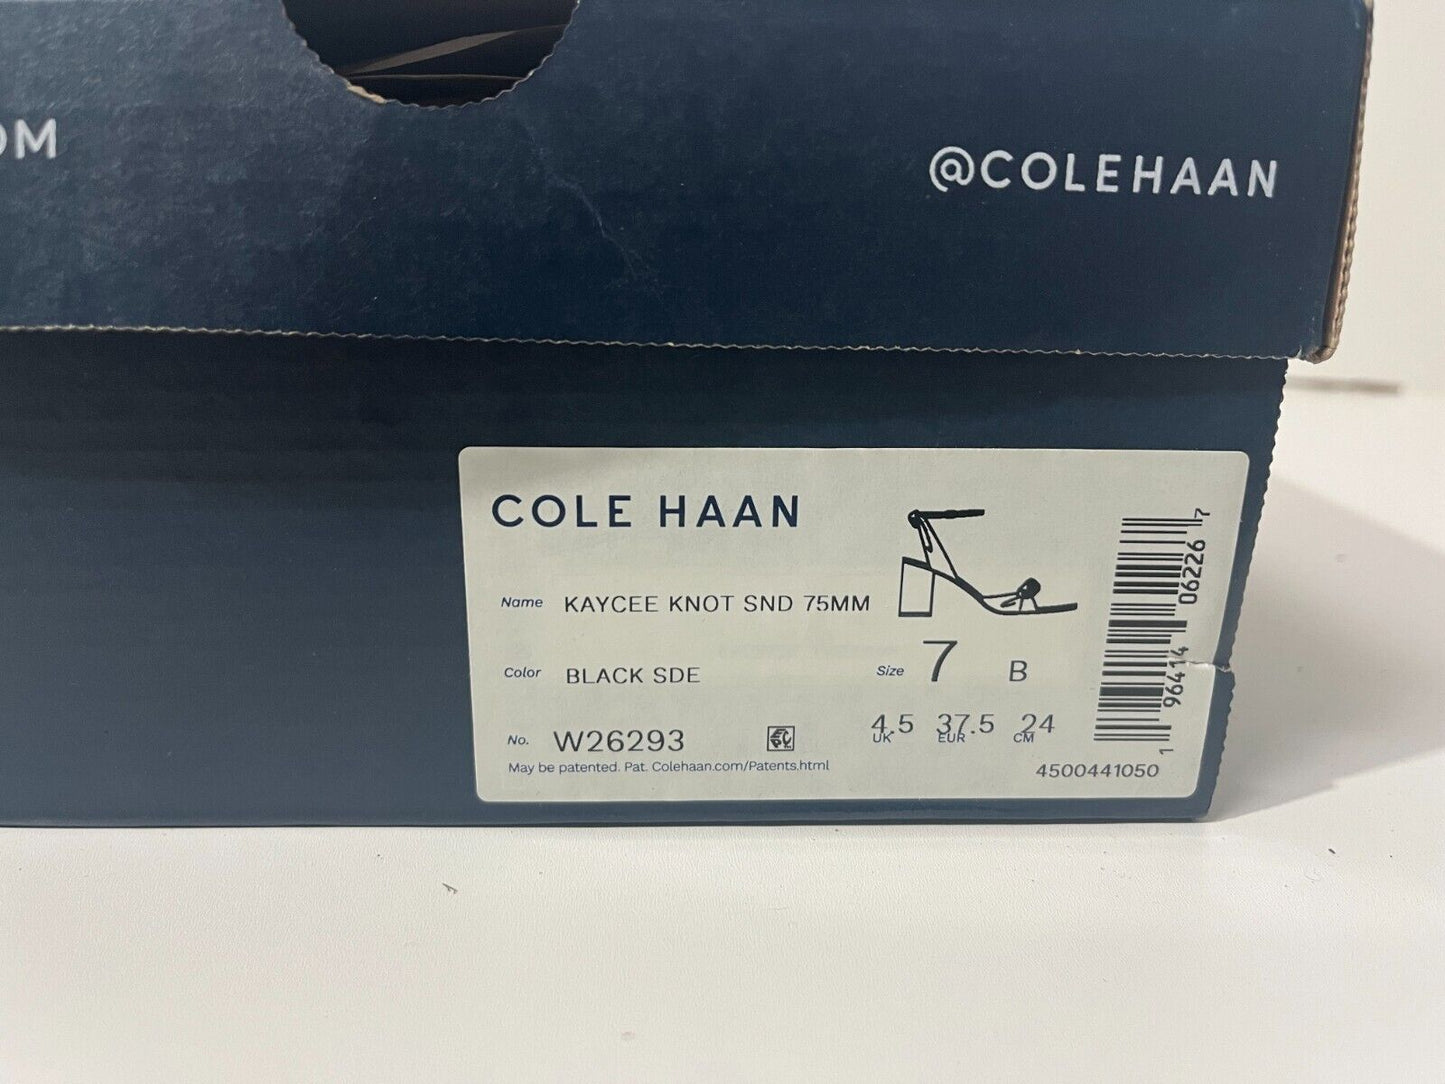 OM
@COLEHAAN
COLE HAAN
Name KAYCEE KNOT SND 75MM
Color BLACK SDE
Size 7 B
4.5 37.5 24
UK EUR CM
No. W26293
May be patented. Pat. Colehaan.com/Patents.html
4500441050
1 96414 06226 7